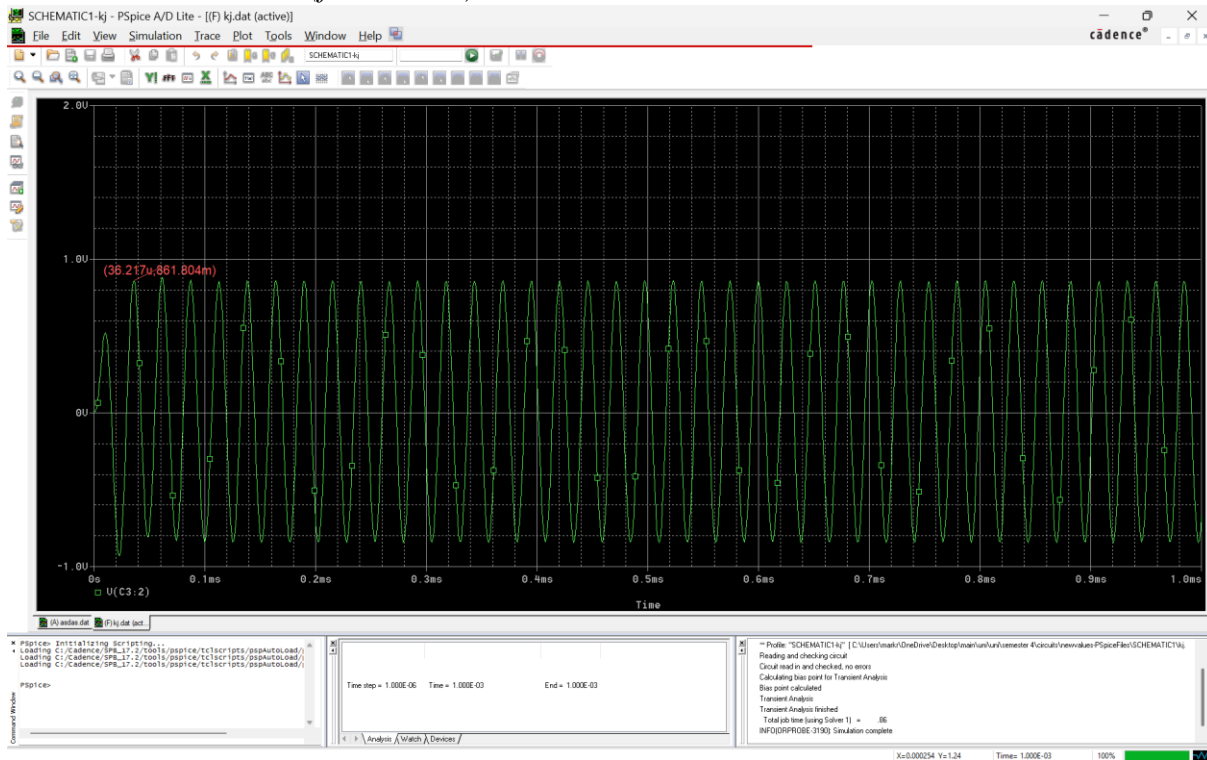 SCHEMATIC1-kj - PSpice A/D Lite - [(F) kj.dat (active)]
File Edit View Simulation Trace Plot Tools Window Help
cādence®
SCHEMATIC1-kj
2.0V
1.0V
(36.217u,861.804m)
0V
-1.0V
0s 0.1ms 0.2ms 0.3ms 0.4ms 0.5ms 0.6ms 0.7ms 0.8ms 0.9ms 1.0ms
V(C3:2)
Time
(A) asdas.dat (F) kj.dat (act...
Command Window
PSpice> Initializing Scripting...
Loading C:/Cadence/SPB_17.2/tools/pspice/tclscripts/pspAutoLoad/
Loading C:/Cadence/SPB_17.2/tools/pspice/tclscripts/pspAutoLoad/
Loading C:/Cadence/SPB_17.2/tools/pspice/tclscripts/pspAutoLoad/
PSpice>
Time step = 1.000E-06 Time = 1.000E-03 End = 1.000E-03
Analysis Watch Devices
** Profile: "SCHEMATIC1-kj" [ C:\Users\markr\OneDrive\Desktop\main\um\uni\semester 4\circuits\newvalues-PSpiceFiles\SCHEMATIC1\kj.
Reading and checking circuit
Circuit read in and checked, no errors
Calculating bias point for Transient Analysis
Bias point calculated
Transient Analysis
Transient Analysis finished
Total job time (using Solver 1) = .86
INFO(ORPROBE-3190): Simulation complete
X=0.000254 Y=1.24 Time= 1.000E-03 100%